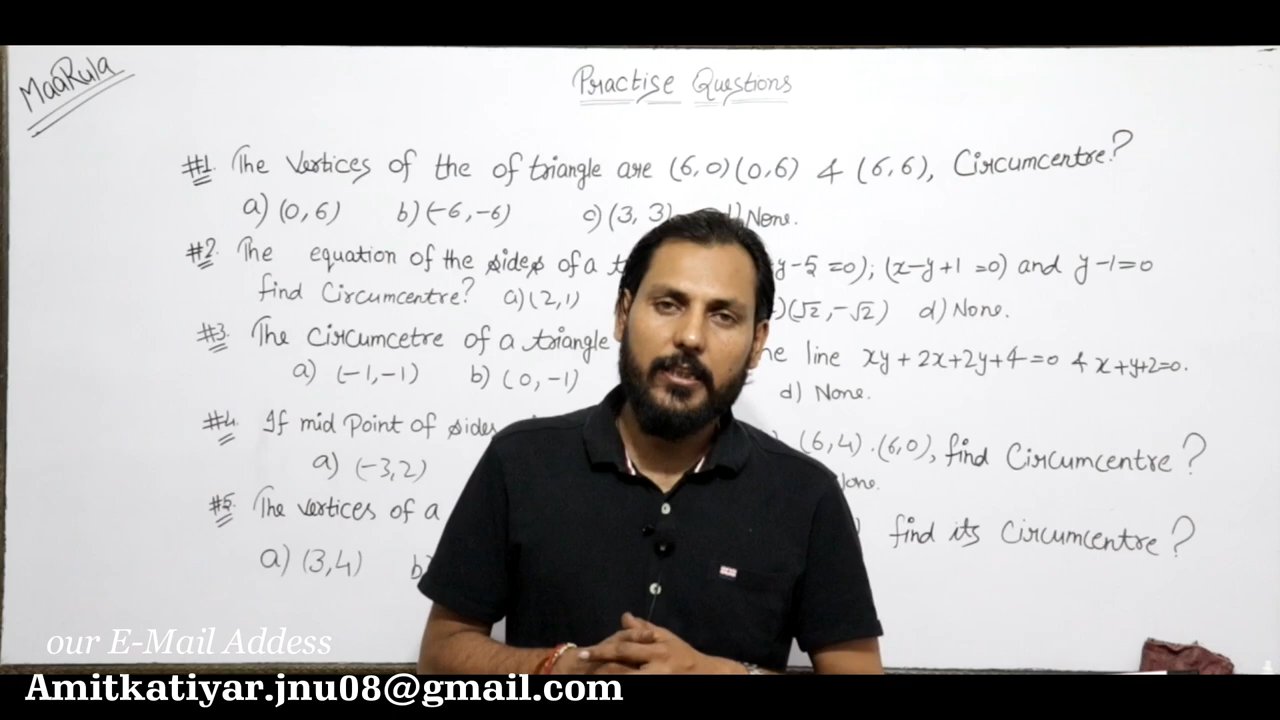 MaaRula
Practise Questions
#1. The Vertices of the of triangle are (6,0)(0,6) & (6,6), Circumcentre?
a) (0,6) b) (-6,-6) c) (3,3) d) None.
#2. The equation of the sides of a t y-5=0); (x-y+1=0) and y-1=0
find Circumcentre? a) (2,1) )(√2,-√2) d) None.
#3. The Circumcetre of a triangle line xy+2x+2y+4=0 & x+y+2=0.
a) (-1,-1) b) (0,-1) d) None.
#4. If mid Point of sides (6,4).(6,0), find Circumcentre?
a) (-3,2) None.
#5. The vertices of a find its Circumcentre?
a) (3,4) b)
our E-Mail Addess
Amitkatiyar.jnu08@gmail.com